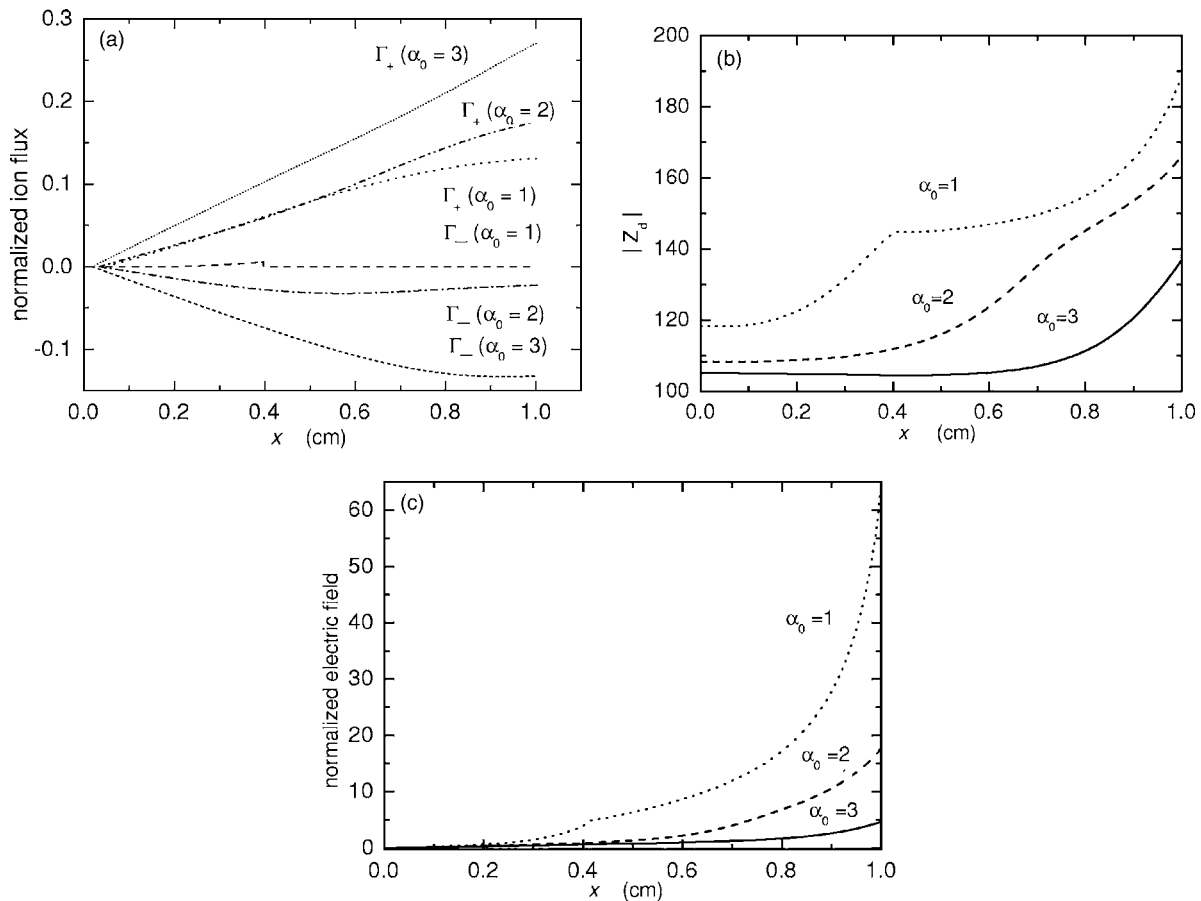 (a)
0.3
0.2
0.1
0.0
-0.1
normalized ion flux
Γ+ (α0 = 3)
Γ+ (α0 = 2)
Γ+ (α0 = 1)
Γ− (α0 = 1)
Γ− (α0 = 2)
Γ− (α0 = 3)
0.0 0.2 0.4 0.6 0.8 1.0
x (cm)
(b)
200
180
160
140
120
100
| Zd |
α0=1
α0=2
α0=3
0.0 0.2 0.4 0.6 0.8 1.0
x (cm)
(c)
60
50
40
30
20
10
5
0
normalized electric field
α0 =1
α0 =2
α0 =3
0.0 0.2 0.4 0.6 0.8 1.0
x (cm)